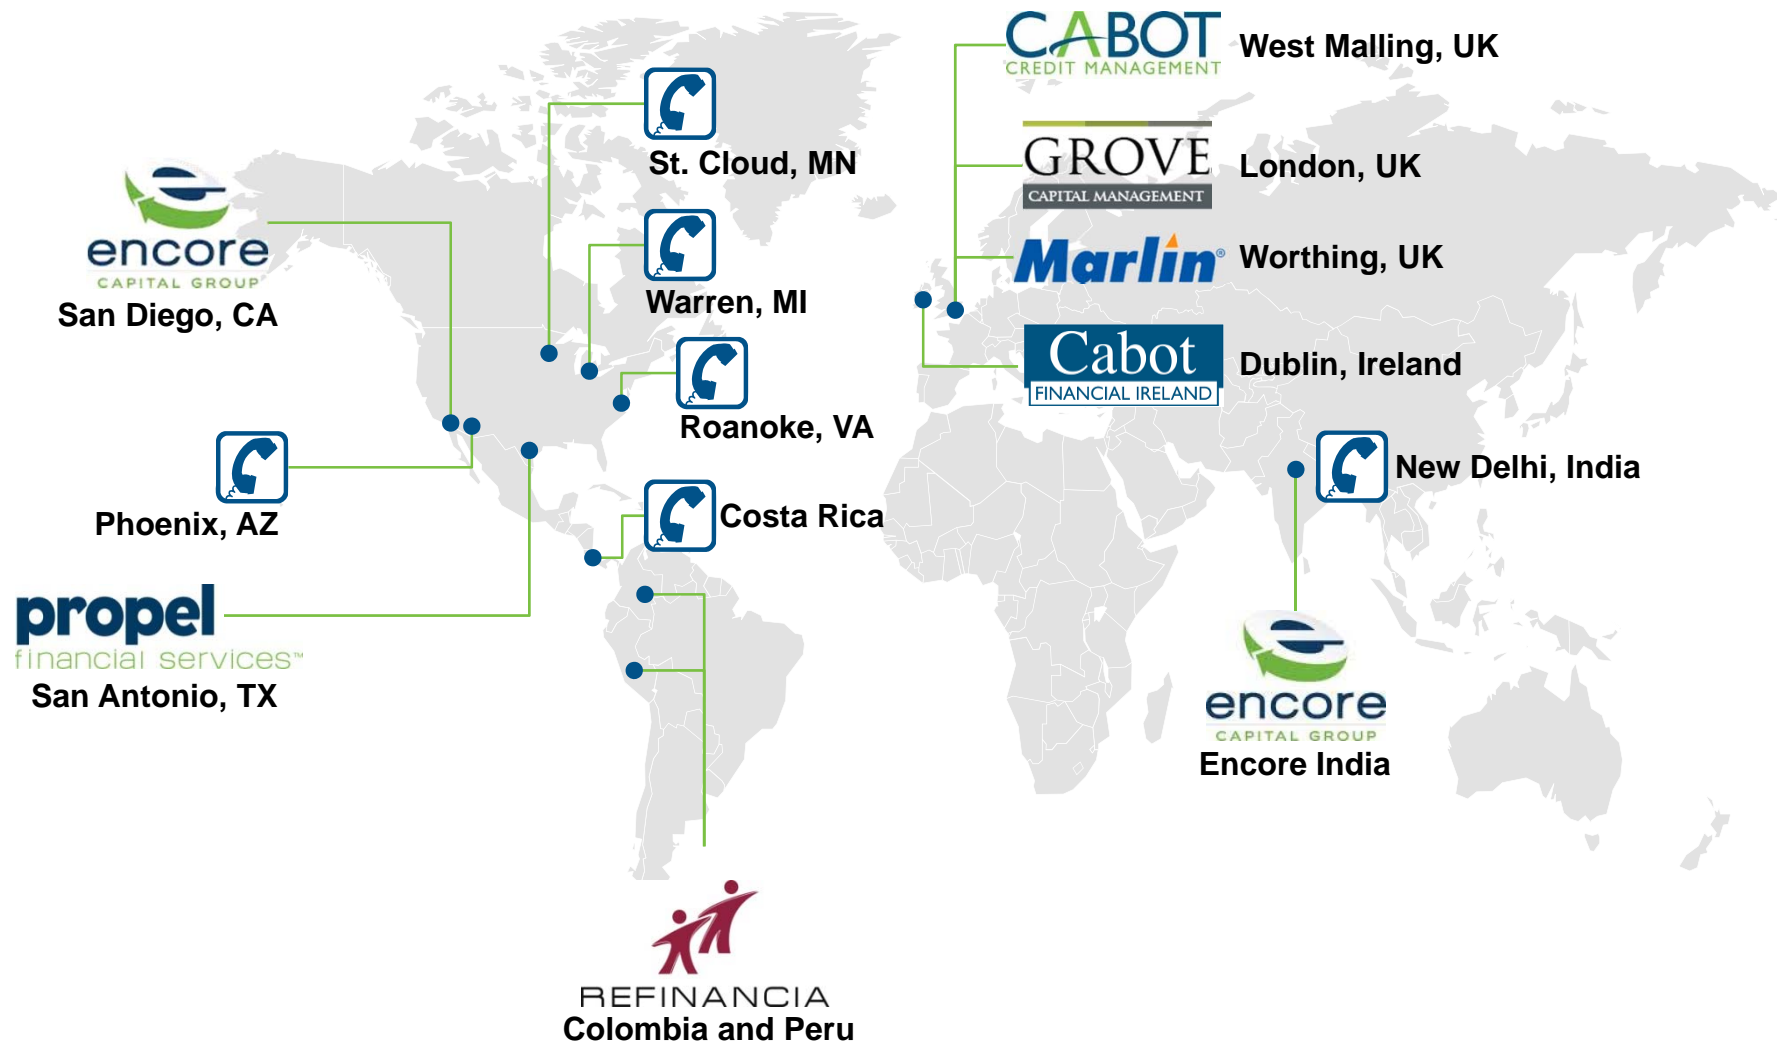 encore
CAPITAL GROUP®
San Diego, CA
Phoenix, AZ
propel
financial services™
San Antonio, TX
St. Cloud, MN
Warren, MI
Roanoke, VA
Costa Rica
REFINANCIA
Colombia and Peru
CABOT
CREDIT MANAGEMENT
West Malling, UK
GROVE
CAPITAL MANAGEMENT
London, UK
Marlin®
Worthing, UK
Cabot
FINANCIAL IRELAND
Dublin, Ireland
New Delhi, India
encore
CAPITAL GROUP
Encore India